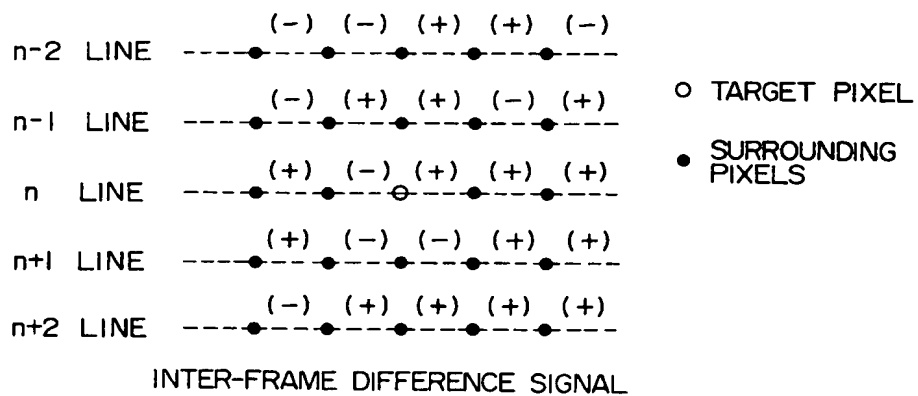 (-) (-) (+) (+) (-)
n-2 LINE
(-) (+) (+) (-) (+)
n-1 LINE
(+) (-) (+) (+) (+)
n LINE
(+) (-) (-) (+) (+)
n+1 LINE
(-) (+) (+) (+) (+)
n+2 LINE
INTER-FRAME DIFFERENCE SIGNAL
TARGET PIXEL
SURROUNDING
PIXELS